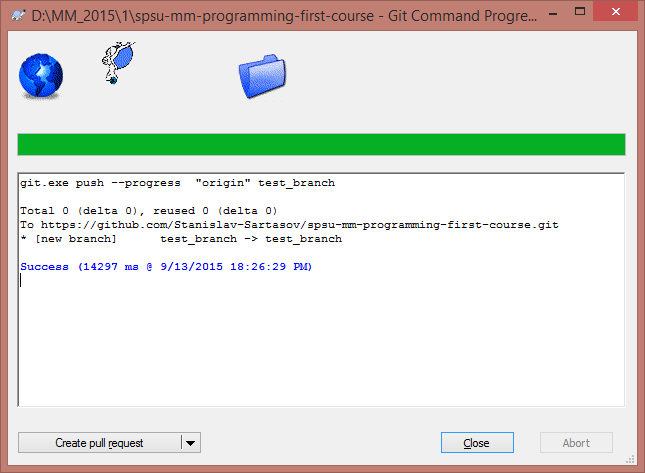 D:\MM_2015\1\spsu-mm-programming-first-course - Git Command Progre...
git.exe push --progress  "origin" test_branch
Total 0 (delta 0), reused 0 (delta 0)
To https://github.com/Stanislav-Sartasov/spsu-mm-programming-first-course.git
* [new branch]      test_branch -> test_branch
Success (14297 ms @ 9/13/2015 18:26:29 PM)
Create pull request
Close
Abort